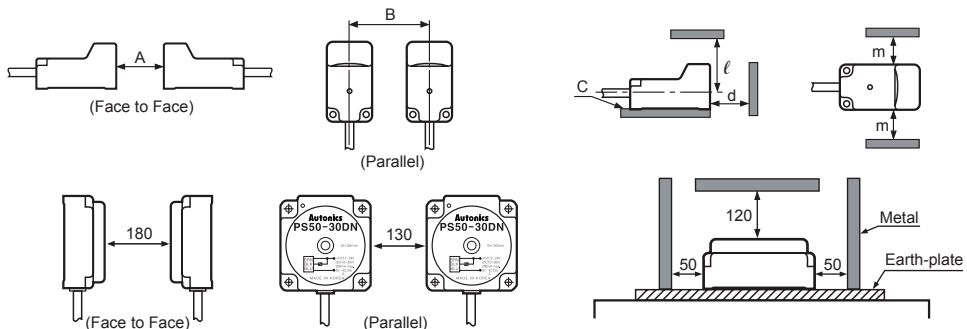 A
(Face to Face)
B
(Parallel)
C
ℓ
d
m
m
180
(Face to Face)
Autonics
PS50-30DN
MADE IN KOREA
130
Autonics
PS50-30DN
MADE IN KOREA
(Parallel)
120
50
50
Metal
Earth-plate